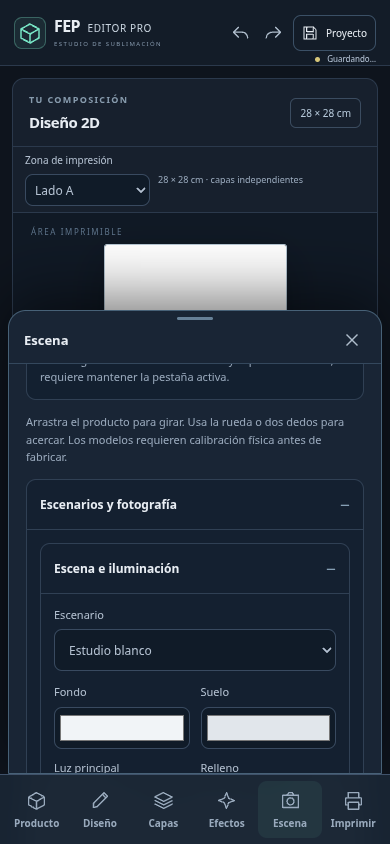 FEP EDITOR PRO
ESTUDIO DE SUBLIMACIÓN
Proyecto
Guardando...
TU COMPOSICIÓN
Diseño 2D
28 × 28 cm
Zona de impresión
Lado A
28 × 28 cm · capas independientes
ÁREA IMPRIMIBLE
Escena
requiere mantener la pestaña activa.
Arrastra el producto para girar. Usa la rueda o dos dedos para
acercar. Los modelos requieren calibración física antes de
fabricar.
Escenarios y fotografía
Escena e iluminación
Escenario
Estudio blanco
Fondo
Suelo
Luz principal
Relleno
Producto
Diseño
Capas
Efectos
Escena
Imprimir